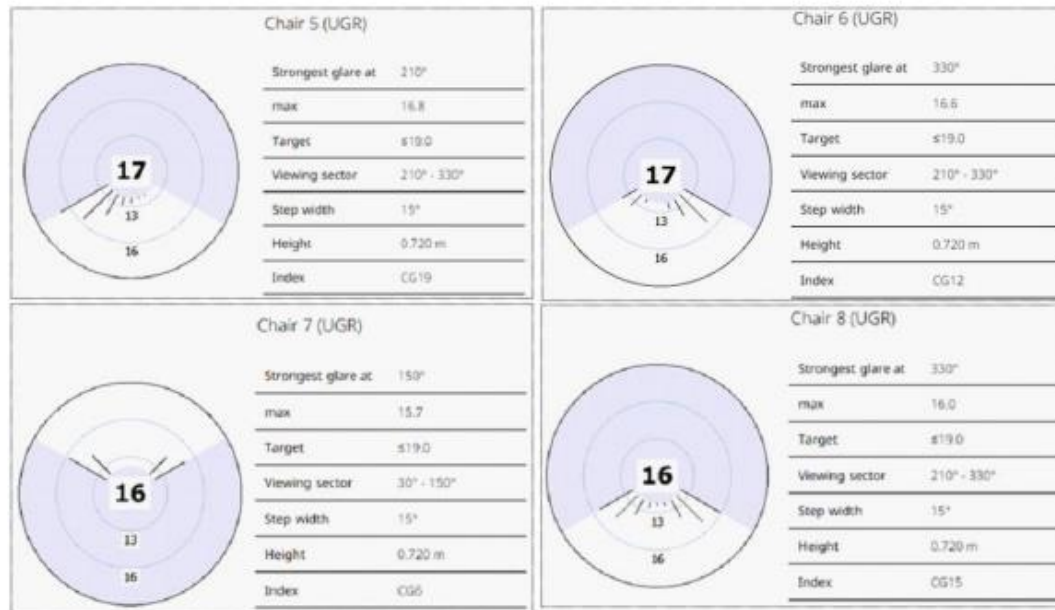 Chair 5 (UGR)
17
13
16
Strongest glare at 210°
max 16.8
Target ≤19.0
Viewing sector 210° - 330°
Step width 15°
Height 0.720 m
Index CG19
Chair 6 (UGR)
17
13
16
Strongest glare at 330°
max 16.6
Target ≤19.0
Viewing sector 210° - 330°
Step width 15°
Height 0.720 m
Index CG12
Chair 7 (UGR)
16
13
16
Strongest glare at 150°
max 15.7
Target ≤19.0
Viewing sector 30° - 150°
Step width 15°
Height 0.720 m
Index CG6
Chair 8 (UGR)
16
13
16
Strongest glare at 330°
max 16.0
Target ≤19.0
Viewing sector 210° - 330°
Step width 15°
Height 0.720 m
Index CG15